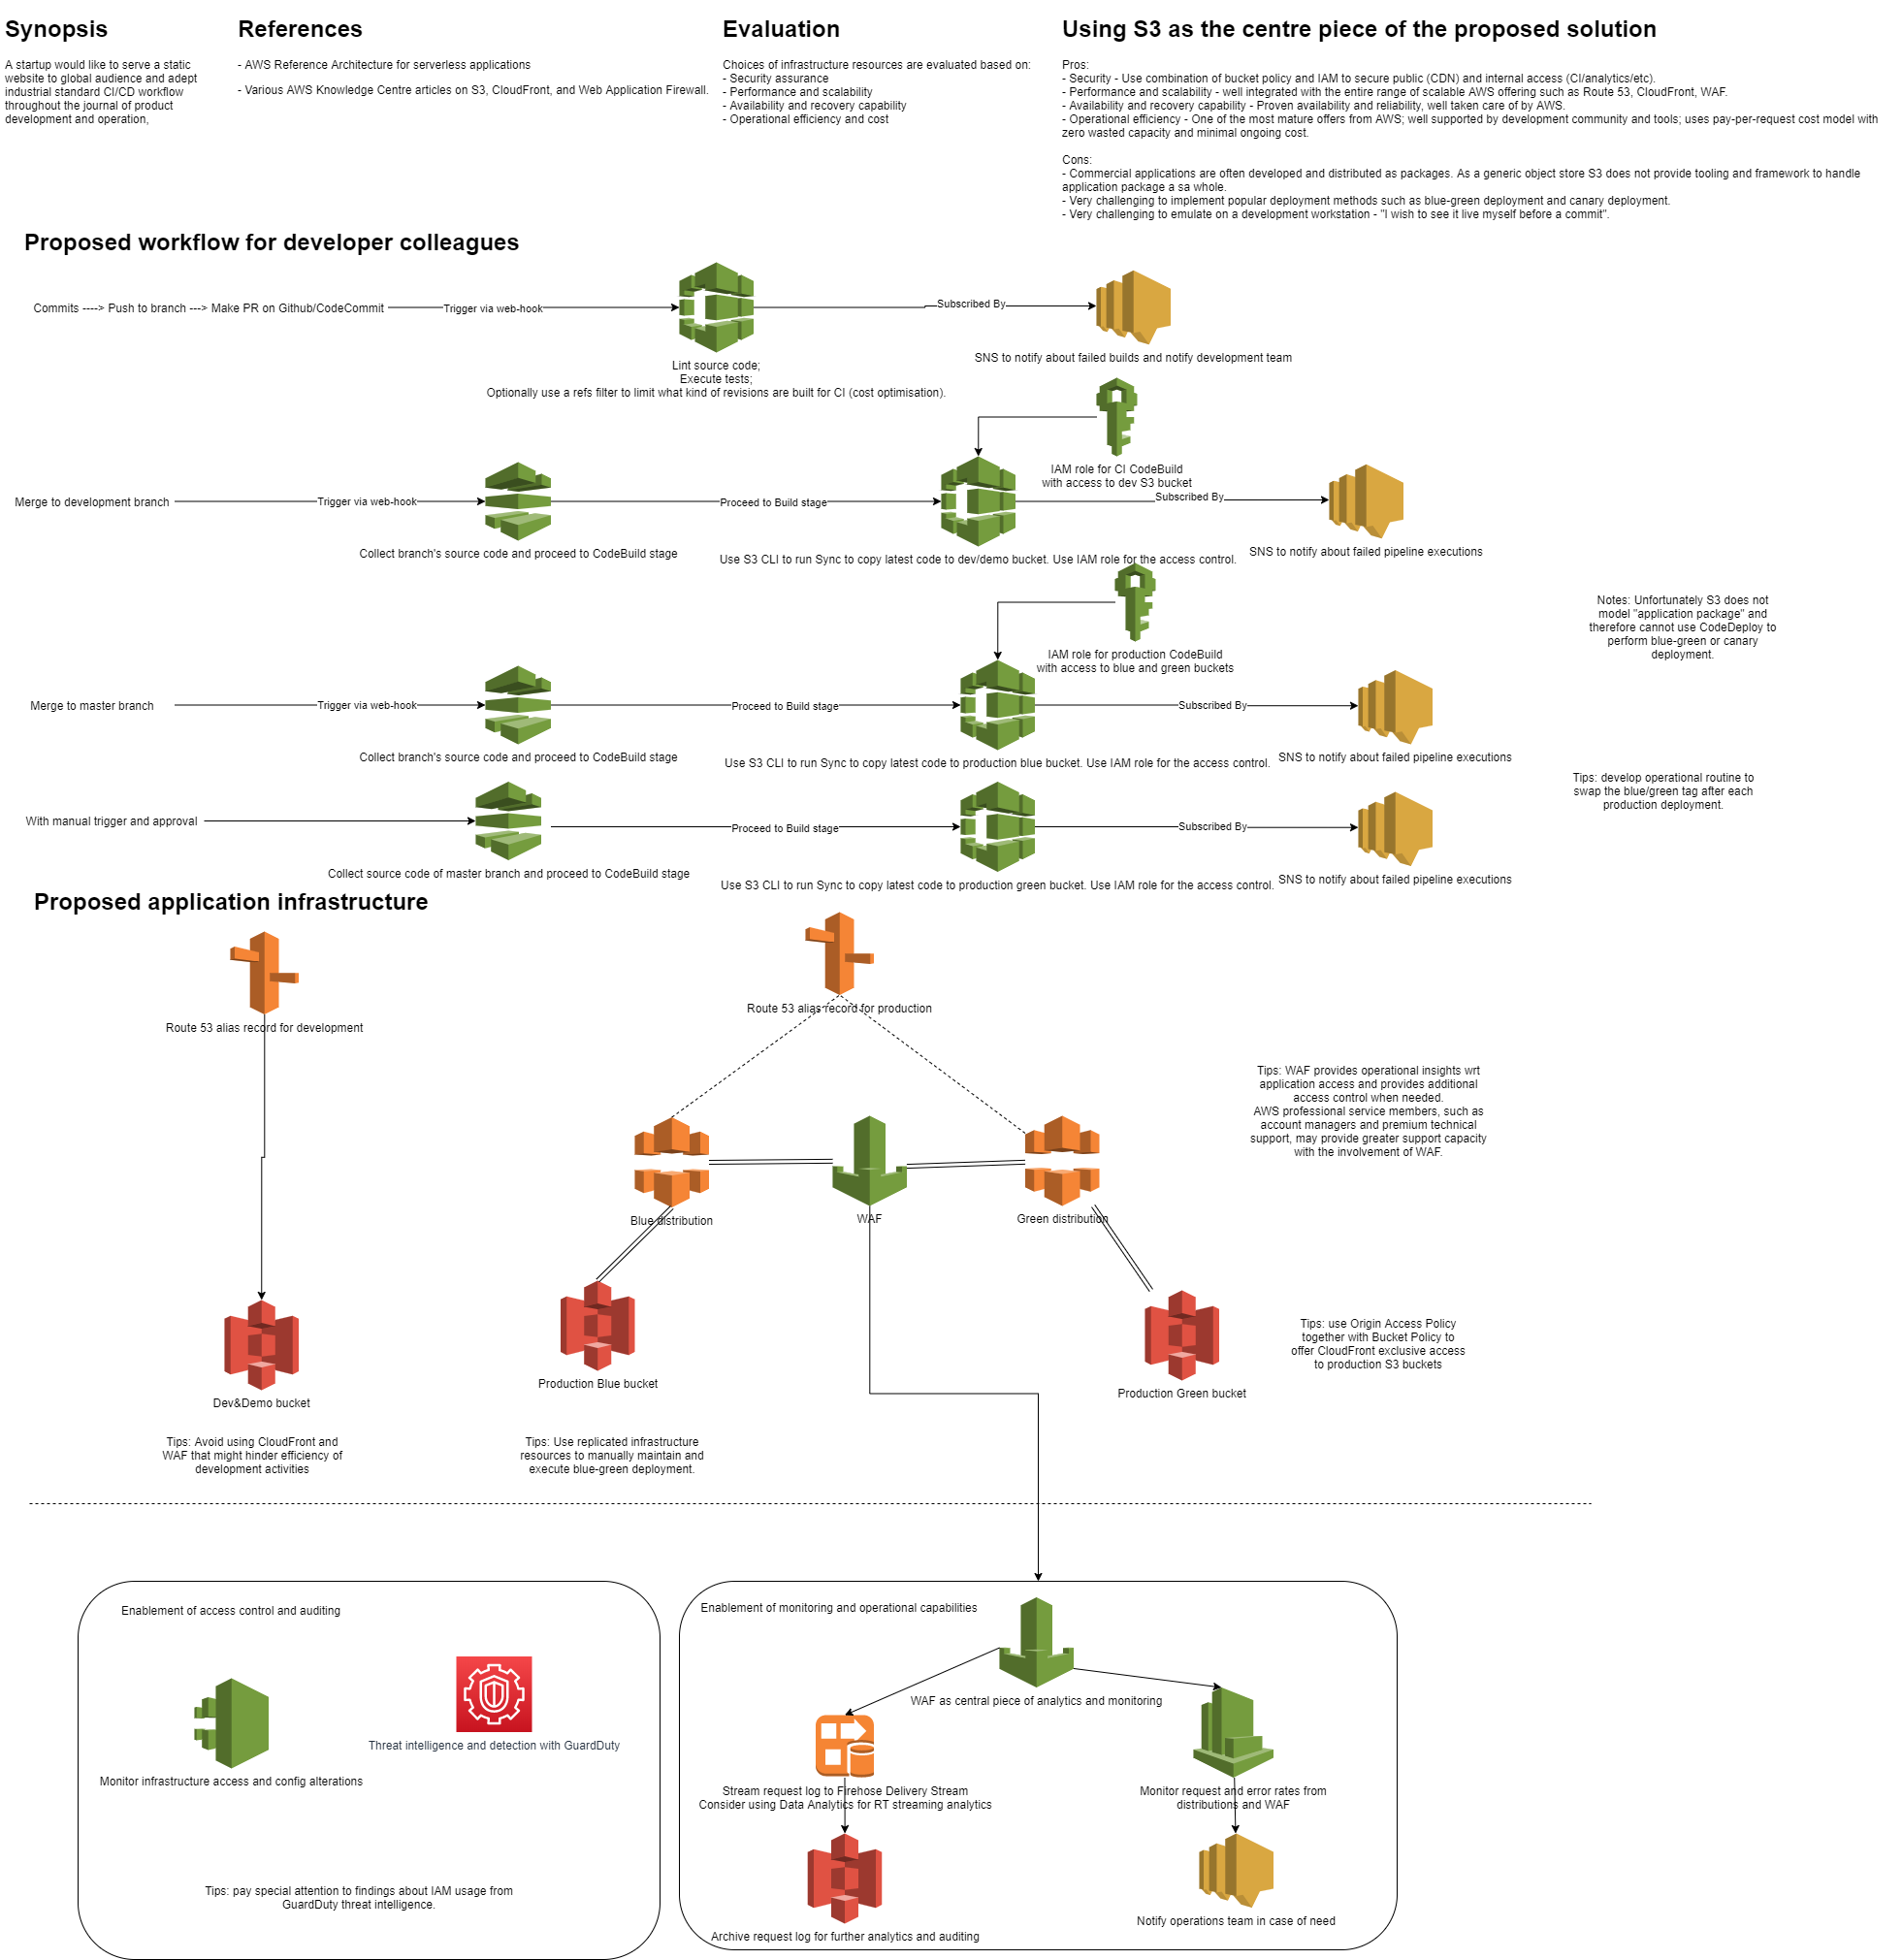 Synopsis
A startup would like to serve a static
website to global audience and adept
industrial standard CI/CD workflow
throughout the journal of product
development and operation,
References
- AWS Reference Architecture for serverless applications
- Various AWS Knowledge Centre articles on S3, CloudFront, and Web Application Firewall.
Evaluation
Choices of infrastructure resources are evaluated based on:
- Security assurance
- Performance and scalability
- Availability and recovery capability
- Operational efficiency and cost
Using S3 as the centre piece of the proposed solution
Pros:
- Security - Use combination of bucket policy and IAM to secure public (CDN) and internal access (CI/analytics/etc).
- Performance and scalability - well integrated with the entire range of scalable AWS offering such as Route 53, CloudFront, WAF.
- Availability and recovery capability - Proven availability and reliability, well taken care of by AWS.
- Operational efficiency - One of the most mature offers from AWS; well supported by development community and tools; uses pay-per-request cost model with
zero wasted capacity and minimal ongoing cost.
Cons:
- Commercial applications are often developed and distributed as packages. As a generic object store S3 does not provide tooling and framework to handle
application package a sa whole.
- Very challenging to implement popular deployment methods such as blue-green deployment and canary deployment.
- Very challenging to emulate on a development workstation - "I wish to see it live myself before a commit".
Proposed workflow for developer colleagues
Commits ----> Push to branch ---> Make PR on Github/CodeCommit
Trigger via web-hook
Subscribed By
Lint source code;
Execute tests;
Optionally use a refs filter to limit what kind of revisions are built for CI (cost optimisation).
SNS to notify about failed builds and notify development team
IAM role for CI CodeBuild
with access to dev S3 bucket
Merge to development branch
Trigger via web-hook
Proceed to Build stage
Subscribed By
Collect branch's source code and proceed to CodeBuild stage
Use S3 CLI to run Sync to copy latest code to dev/demo bucket. Use IAM role for the access control.
SNS to notify about failed pipeline executions
Notes: Unfortunately S3 does not
model "application package" and
therefore cannot use CodeDeploy to
perform blue-green or canary
deployment.
IAM role for production CodeBuild
with access to blue and green buckets
Merge to master branch
Trigger via web-hook
Proceed to Build stage
Subscribed By
Collect branch's source code and proceed to CodeBuild stage
Use S3 CLI to run Sync to copy latest code to production blue bucket. Use IAM role for the access control.
SNS to notify about failed pipeline executions
Tips: develop operational routine to
swap the blue/green tag after each
production deployment.
With manual trigger and approval
Proceed to Build stage
Subscribed By
Collect source code of master branch and proceed to CodeBuild stage
Use S3 CLI to run Sync to copy latest code to production green bucket. Use IAM role for the access control.
SNS to notify about failed pipeline executions
Proposed application infrastructure
Route 53 alias record for development
Route 53 alias record for production
Tips: WAF provides operational insights wrt
application access and provides additional
access control when needed.
AWS professional service members, such as
account managers and premium technical
support, may provide greater support capacity
with the involvement of WAF.
Blue distribution
WAF
Green distribution
Tips: use Origin Access Policy
together with Bucket Policy to
offer CloudFront exclusive access
to production S3 buckets
Dev&Demo bucket
Production Blue bucket
Production Green bucket
Tips: Avoid using CloudFront and
WAF that might hinder efficiency of
development activities
Tips: Use replicated infrastructure
resources to manually maintain and
execute blue-green deployment.
Enablement of access control and auditing
Threat intelligence and detection with GuardDuty
Monitor infrastructure access and config alterations
Tips: pay special attention to findings about IAM usage from
GuardDuty threat intelligence.
Enablement of monitoring and operational capabilities
WAF as central piece of analytics and monitoring
Stream request log to Firehose Delivery Stream
Consider using Data Analytics for RT streaming analytics
Monitor request and error rates from
distributions and WAF
Archive request log for further analytics and auditing
Notify operations team in case of need